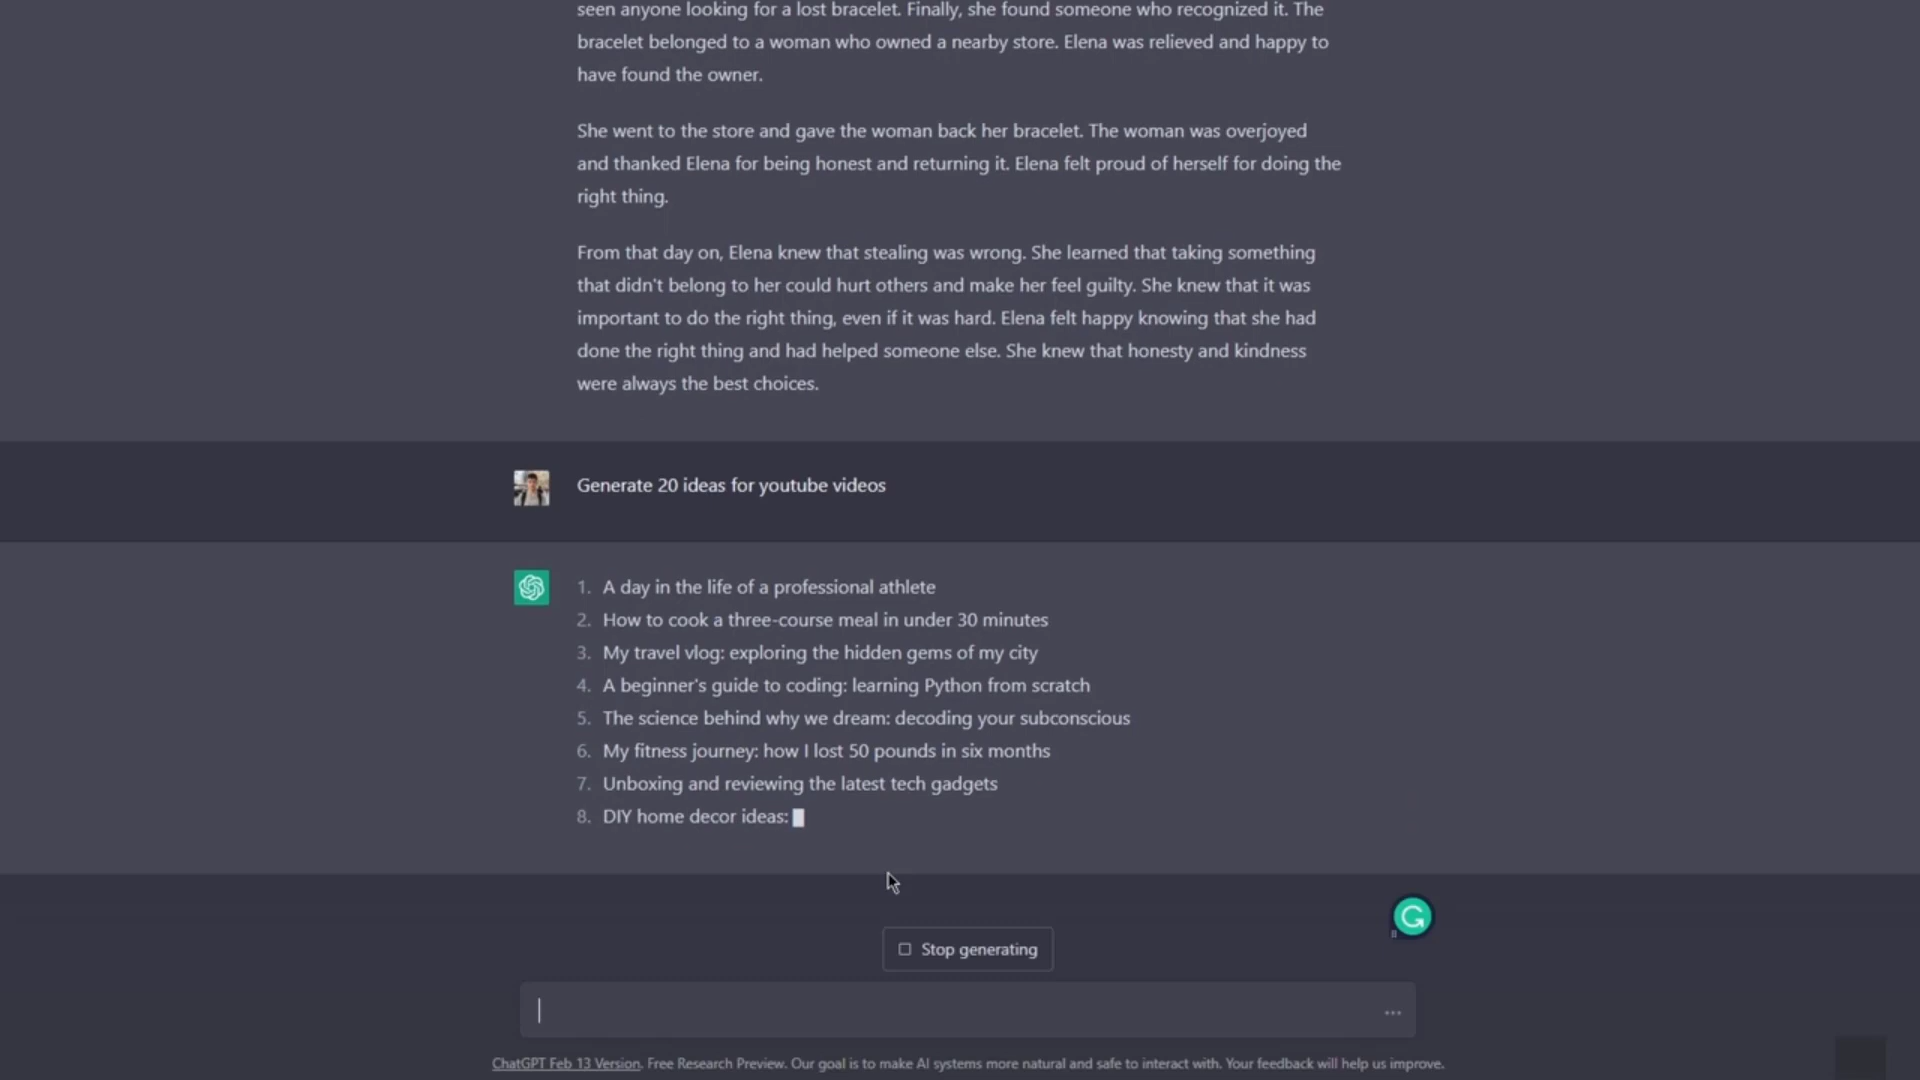 seen anyone looking for a lost bracelet. Finally, she found someone who recognized it. The
bracelet belonged to a woman who owned a nearby store. Elena was relieved and happy to
have found the owner.
She went to the store and gave the woman back her bracelet. The woman was overjoyed
and thanked Elena for being honest and returning it. Elena felt proud of herself for doing the
right thing.
From that day on, Elena knew that stealing was wrong. She learned that taking something
that didn't belong to her could hurt others and make her feel guilty. She knew that it was
important to do the right thing, even if it was hard. Elena felt happy knowing that she had
done the right thing and had helped someone else. She knew that honesty and kindness
were always the best choices.
Generate 20 ideas for youtube videos
1. A day in the life of a professional athlete
2. How to cook a three-course meal in under 30 minutes
3. My travel vlog: exploring the hidden gems of my city
4. A beginner's guide to coding: learning Python from scratch
5. The science behind why we dream: decoding your subconscious
6. My fitness journey: how I lost 50 pounds in six months
7. Unboxing and reviewing the latest tech gadgets
8. DIY home decor ideas:
Stop generating
ChatGPT Feb 13 Version. Free Research Preview. Our goal is to make AI systems more natural and safe to interact with. Your feedback will help us improve.